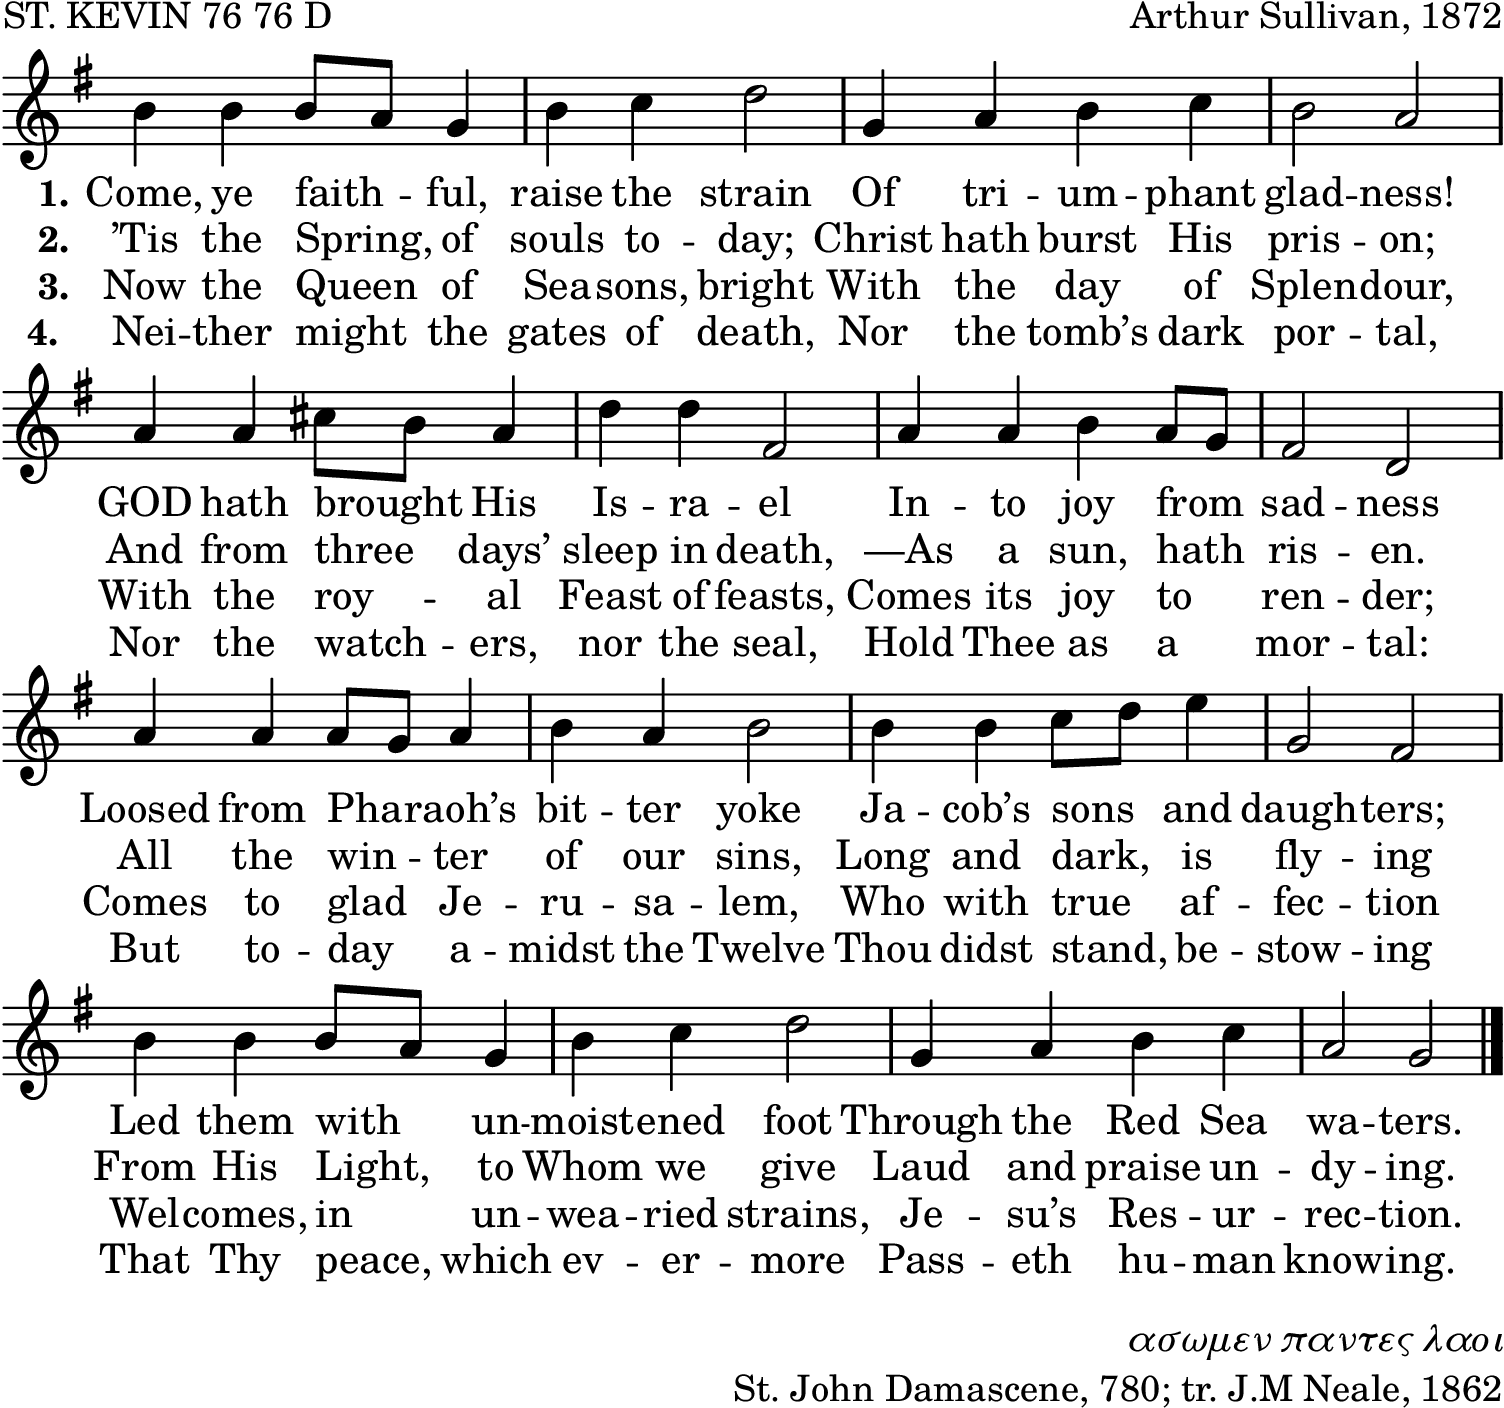 ST. KEVIN 76 76 D
Arthur Sullivan, 1872
1. Come, ye faith - ful, raise the strain Of tri - um - phant glad - ness!
2. ’Tis the Spring, of souls to - day; Christ hath burst His pris - on;
3. Now the Queen of Seasons, bright With the day of Splendour,
4. Nei - ther might the gates of death, Nor the tomb’s dark por - tal,
GOD hath brought His Is - ra - el In - to joy from sad - ness
And from three days’ sleep in death, —As a sun, hath ris - en.
With the roy - al Feast of feasts, Comes its joy to ren - der;
Nor the watch - ers, nor the seal, Hold Thee as a mor - tal:
Loosed from Pharaoh’s bit - ter yoke Ja - cob’s sons and daughters;
All the win - ter of our sins, Long and dark, is fly - ing
Comes to glad Je - ru - sa - lem, Who with true af - fec - tion
But to - day a - midst the Twelve Thou didst stand, be - stow - ing
Led them with un - moistened foot Through the Red Sea wa - ters.
From His Light, to Whom we give Laud and praise un - dy - ing.
Welcomes, in un - wea - ried strains, Je - su’s Res - ur - rec - tion.
That Thy peace, which ev - er - more Pass - eth hu - man knowing.
ασωμεν παντες λαοι
St. John Damascene, 780; tr. J.M Neale, 1862